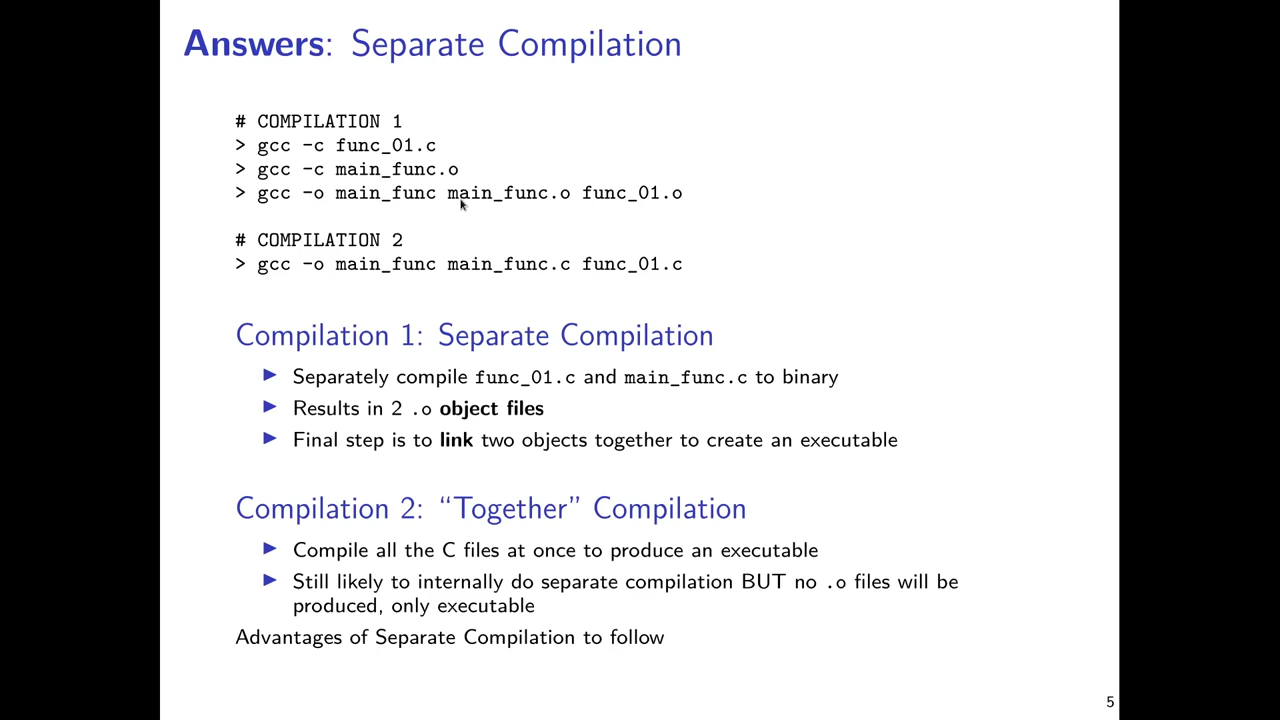 Answers: Separate Compilation
# COMPILATION 1
> gcc -c func_01.c
> gcc -c main_func.o
> gcc -o main_func main_func.o func_01.o
# COMPILATION 2
> gcc -o main_func main_func.c func_01.c
Compilation 1: Separate Compilation
▶ Separately compile func_01.c and main_func.c to binary
▶ Results in 2 .o object files
▶ Final step is to link two objects together to create an executable
Compilation 2: “Together” Compilation
▶ Compile all the C files at once to produce an executable
▶ Still likely to internally do separate compilation BUT no .o files will be
produced, only executable
Advantages of Separate Compilation to follow
5